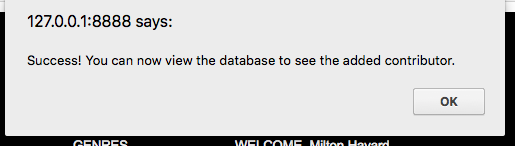 127.0.0.1:8888 says:
Success! You can now view the database to see the added contributor.
OK
GENRES WELCOME, Milton Hayard